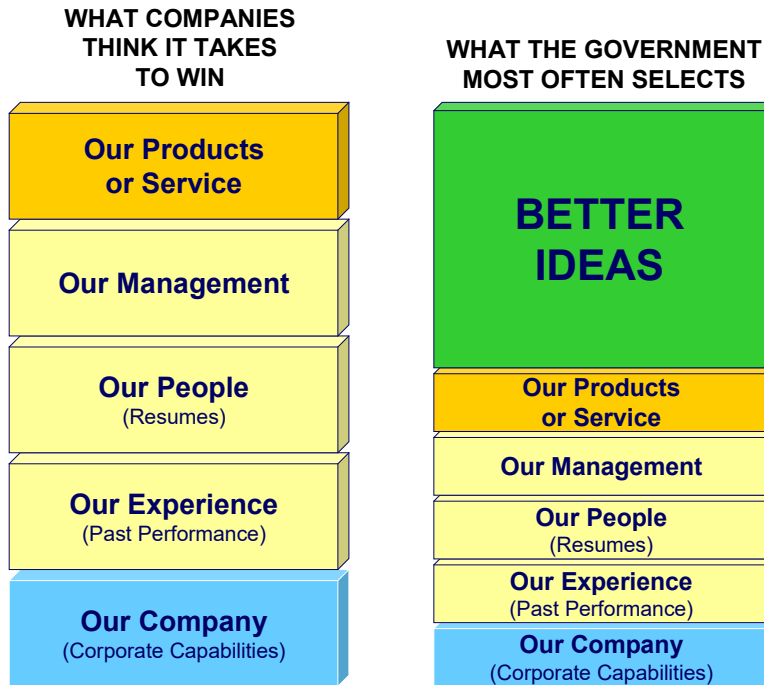 WHAT COMPANIES
THINK IT TAKES
TO WIN
Our Products
or Service
Our Management
Our People
(Resumes)
Our Experience
(Past Performance)
Our Company
(Corporate Capabilities)
WHAT THE GOVERNMENT
MOST OFTEN SELECTS
BETTER
IDEAS
Our Products
or Service
Our Management
Our People
(Resumes)
Our Experience
(Past Performance)
Our Company
(Corporate Capabilities)